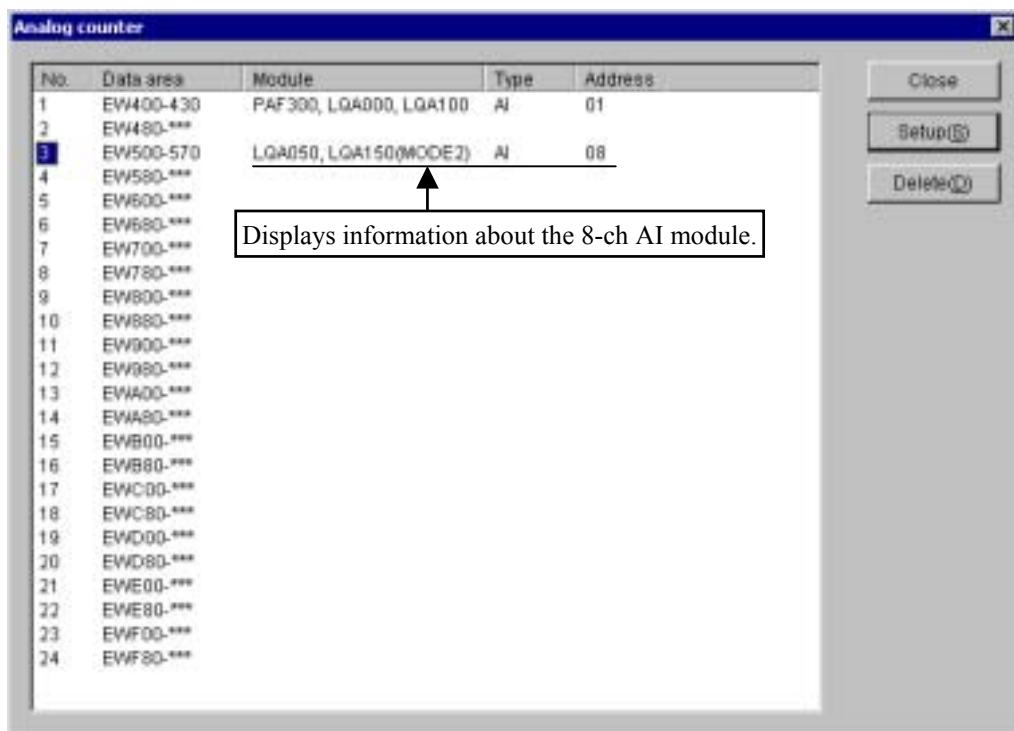 Analog counter
No. Data area Module Type Address
1 EW400-430 PAF300, LQA000, LQA100 AI 01
2 EW480-***
3 EW500-570 LQA050, LQA150(MODE2) AI 08
4 EW580-***
5 EW600-***
6 EW680-***
7 EW700-***
8 EW780-***
9 EW800-***
10 EW880-***
11 EW900-***
12 EW980-***
13 EWA00-***
14 EWA80-***
15 EWB00-***
16 EWB80-***
17 EWC00-***
18 EWC80-***
19 EWD00-***
20 EWD80-***
21 EWE00-***
22 EWE80-***
23 EWF00-***
24 EWF80-***
Displays information about the 8-ch AI module.
Close
Setup(S)
Delete(D)